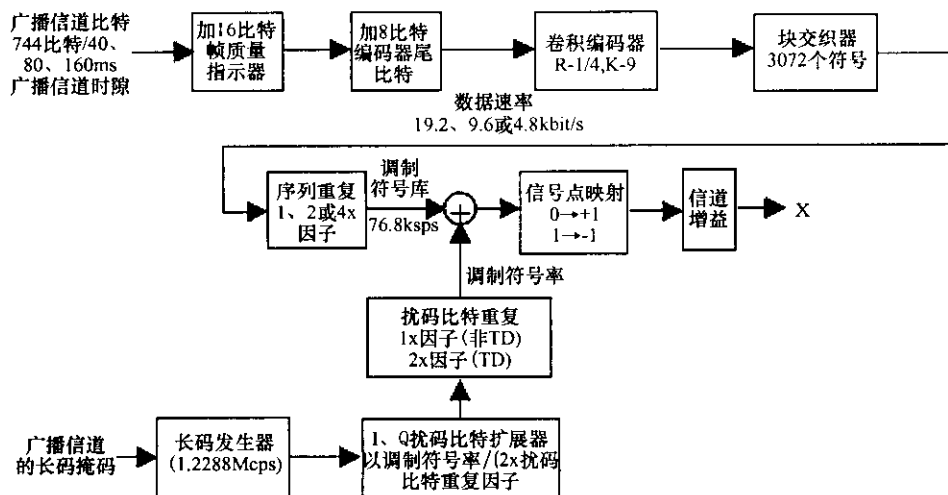 广播信道比特
744比特/40、
80、160ms
广播信道时隙
加16比特
帧质量
指示器
加8比特
编码器尾
比特
卷积编码器
R-1/4,K-9
块交织器
3072个符号
数据速率
19.2、9.6或4.8kbit/s
序列重复
1、2或4x
因子
调制
符号库
76.8ksps
信号点映射
0→+1
1→-1
信道
增益
X
调制符号率
扰码比特重复
1x因子(非TD)
2x因子(TD)
广播信道
的长码掩码
长码发生器
(1.2288Mcps)
1、Q扰码比特扩展器
以调制符号率/(2x扰码
比特重复因子